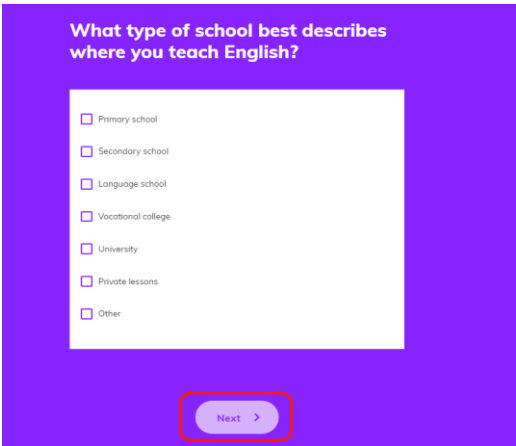 What type of school best describes
where you teach English?
Primary school
Secondary school
Language school
Vocational college
University
Private lessons
Other
Next